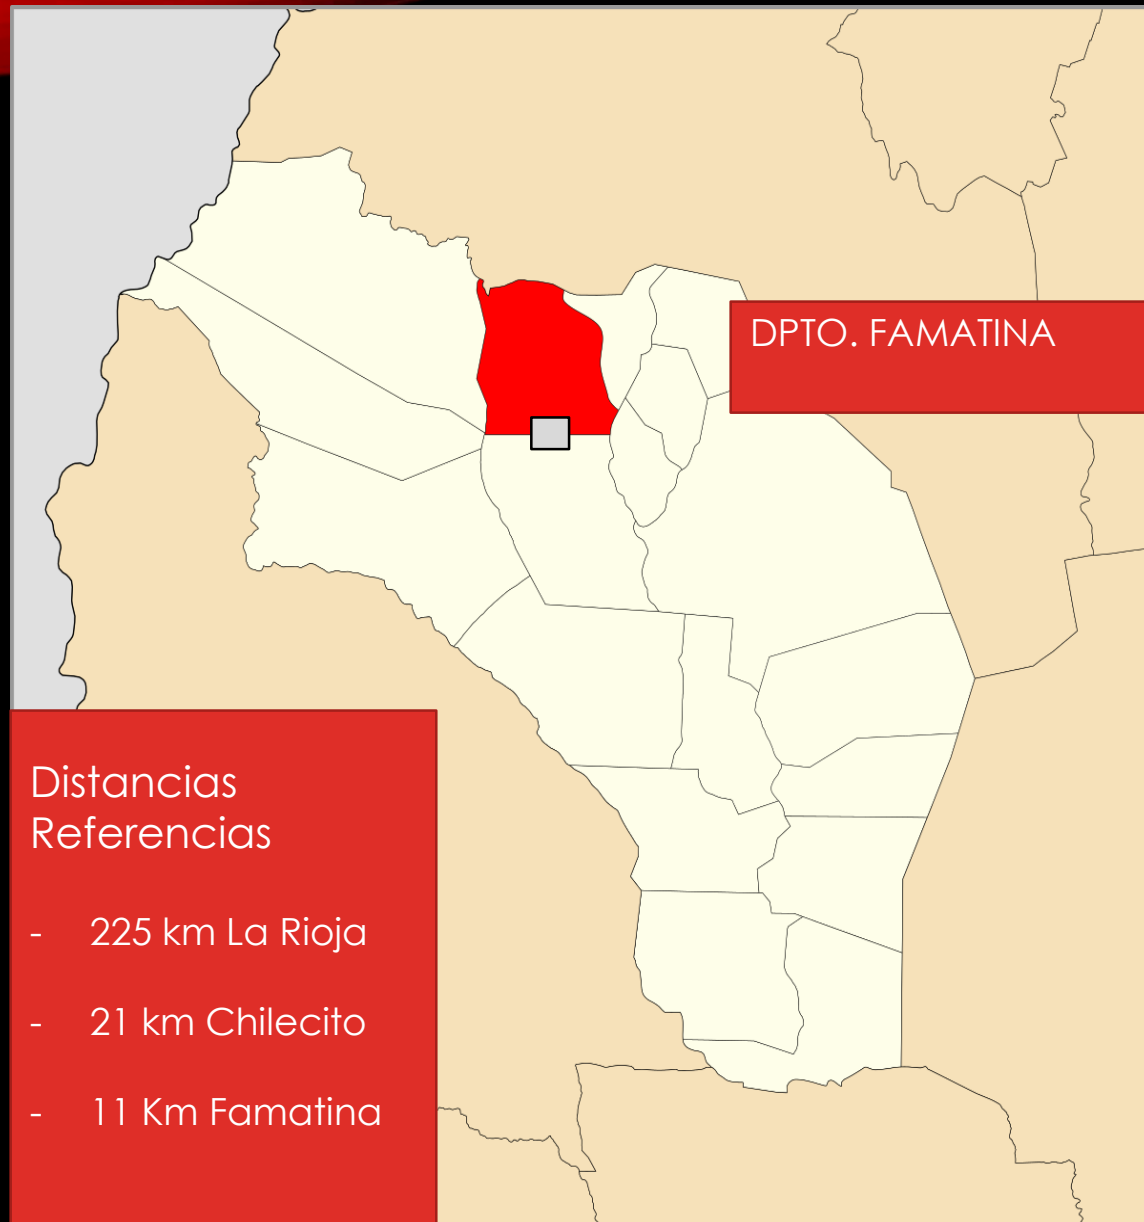 DPTO. FAMATINA
Distancias
Referencias
- 225 km La Rioja
- 21 km Chilecito
- 11 Km Famatina